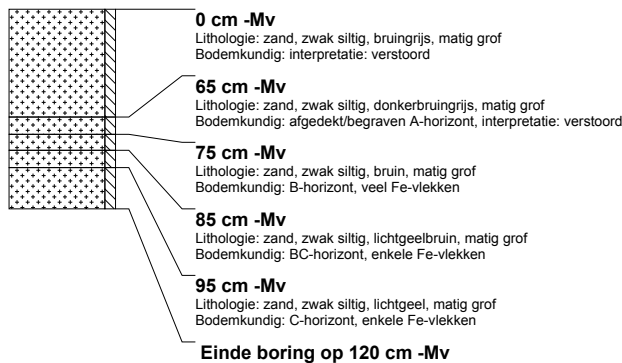 0 cm -Mv
Lithologie: zand, zwak siltig, bruingrijs, matig grof
Bodemkundig: interpretatie: verstoord
65 cm -Mv
Lithologie: zand, zwak siltig, donkerbruingrijs, matig grof
Bodemkundig: afgedekt/begraven A-horizont, interpretatie: verstoord
75 cm -Mv
Lithologie: zand, zwak siltig, bruin, matig grof
Bodemkundig: B-horizont, veel Fe-vlekken
85 cm -Mv
Lithologie: zand, zwak siltig, lichtgeelbruin, matig grof
Bodemkundig: BC-horizont, enkele Fe-vlekken
95 cm -Mv
Lithologie: zand, zwak siltig, lichtgeel, matig grof
Bodemkundig: C-horizont, enkele Fe-vlekken
Einde boring op 120 cm -Mv